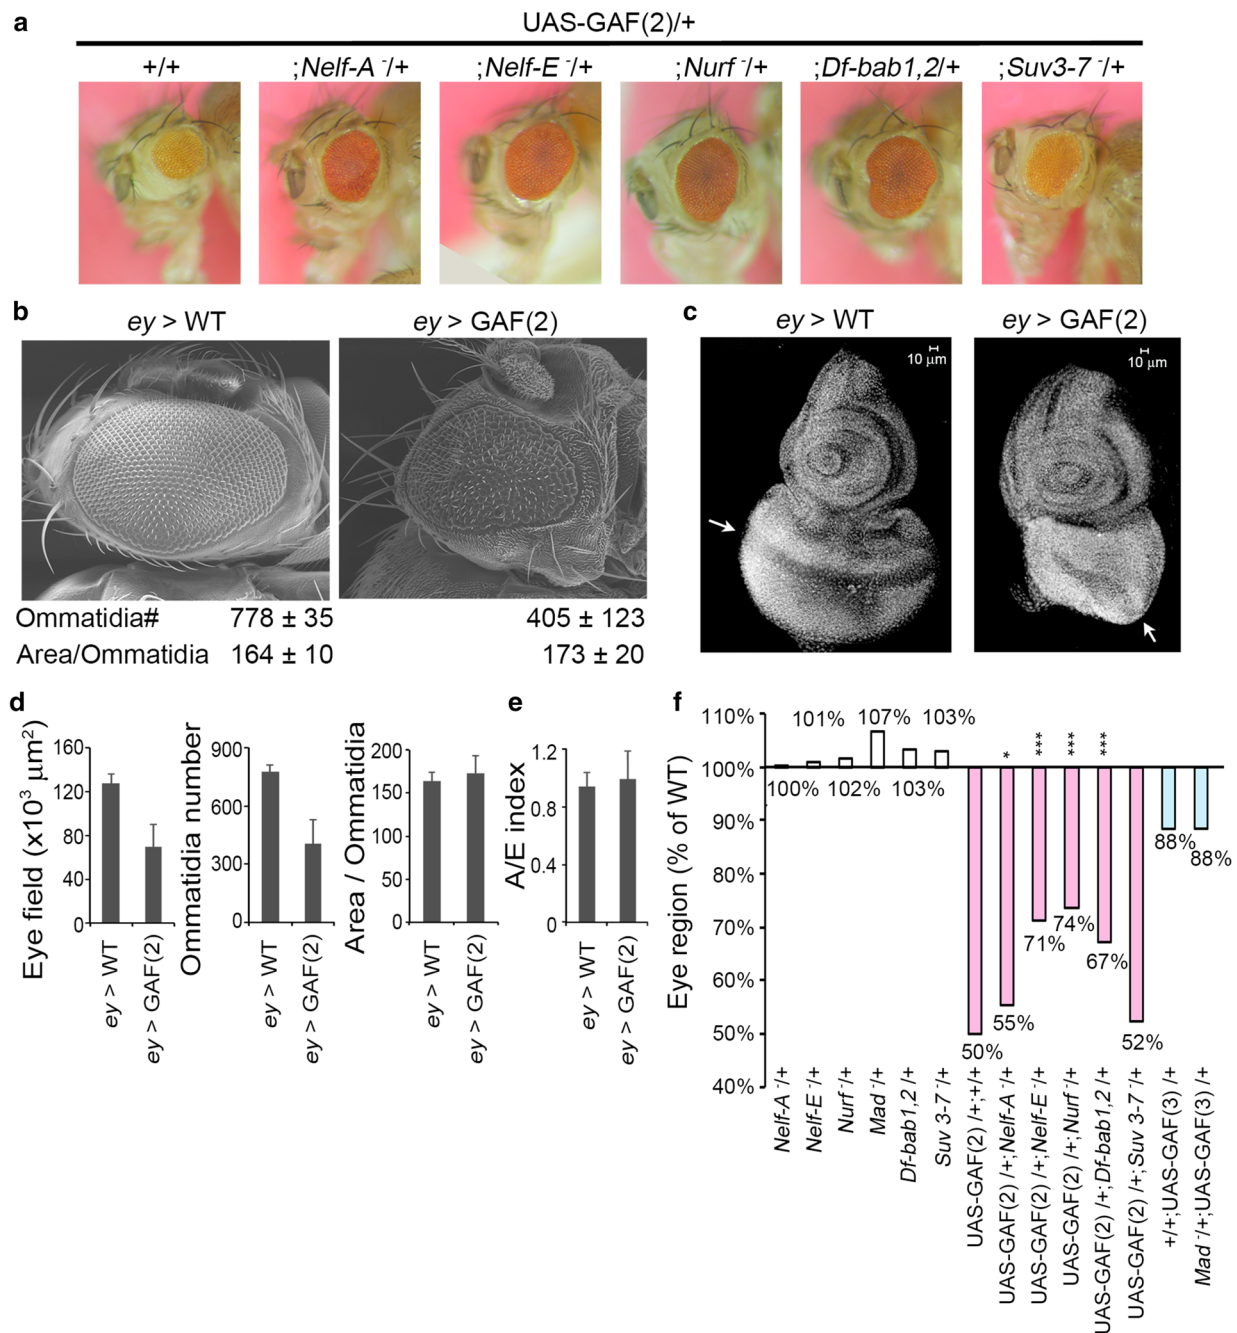 a
UAS-GAF(2)/+
+/+
;Nelf-A -/+
;Nelf-E -/+
;Nurf -/+
;Df-bab1,2/+
;Suv3-7 -/+
b
ey > WT
ey > GAF(2)
Ommatidia# 778 ± 35 405 ± 123
Area/Ommatidia 164 ± 10 173 ± 20
c
ey > WT
ey > GAF(2)
10 µm
10 µm
d
Eye field (x10³ µm²)
160
120
80
40
0
ey > WT
ey > GAF(2)
Ommatidia number
900
600
300
0
ey > WT
ey > GAF(2)
Area / Ommatidia
200
150
100
50
0
ey > WT
ey > GAF(2)
e
A/E index
1.2
0.8
0.4
0
ey > WT
ey > GAF(2)
f
Eye region (% of WT)
110%
100%
90%
80%
70%
60%
50%
40%
100%
101%
102%
107%
103%
103%
50%
*
55%
***
71%
***
74%
***
67%
52%
88%
88%
Nelf-A -/+
Nelf-E -/+
Nurf -/+
Mad -/+
Df-bab1,2 /+
Suv 3-7 -/+
UAS-GAF(2) /+;+/+
UAS-GAF(2) /+;Nelf-A -/+
UAS-GAF(2) /+;Nelf-E -/+
UAS-GAF(2) /+;Nurf -/+
UAS-GAF(2) /+;Df-bab1,2 /+
UAS-GAF(2) /+;Suv 3-7 -/+
+/+;UAS-GAF(3) /+
Mad -/+;UAS-GAF(3) /+